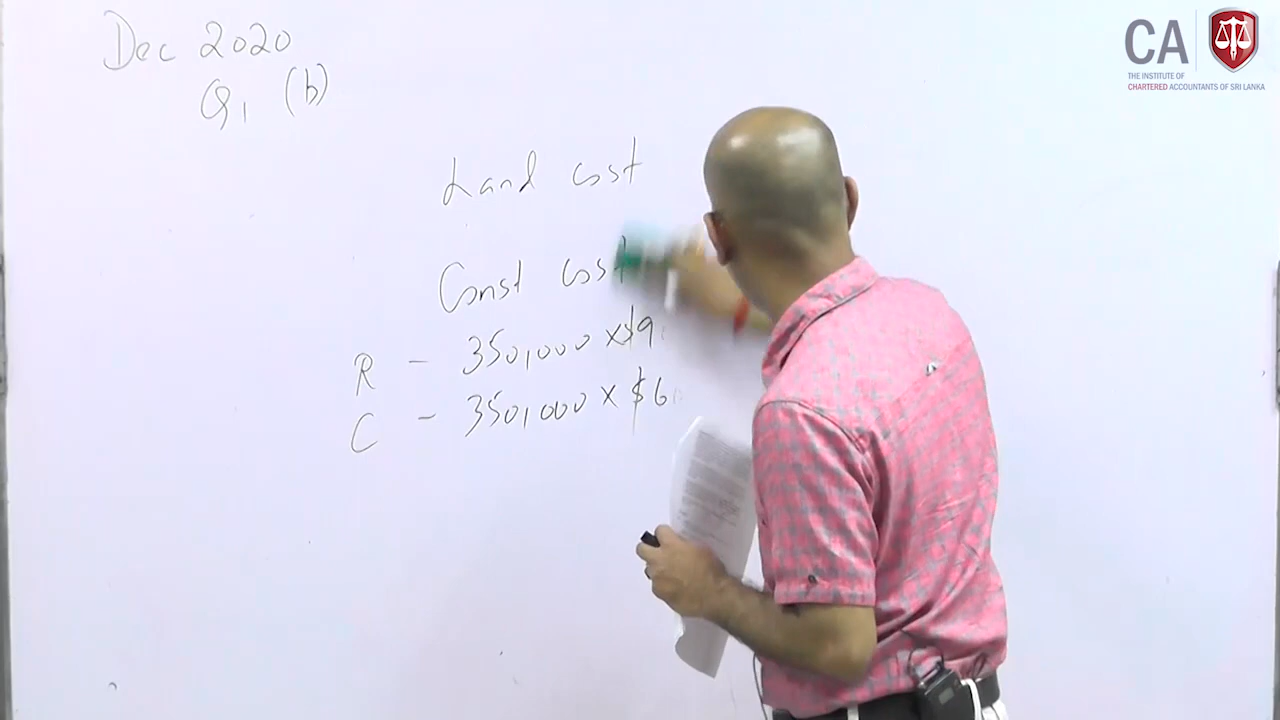 Dec 2020
Q1 (b)
CA
THE INSTITUTE OF
CHARTERED ACCOUNTANTS OF SRI LANKA
Land cost
Const cost
R - 350,000 x $9
C - 350,000 x $6